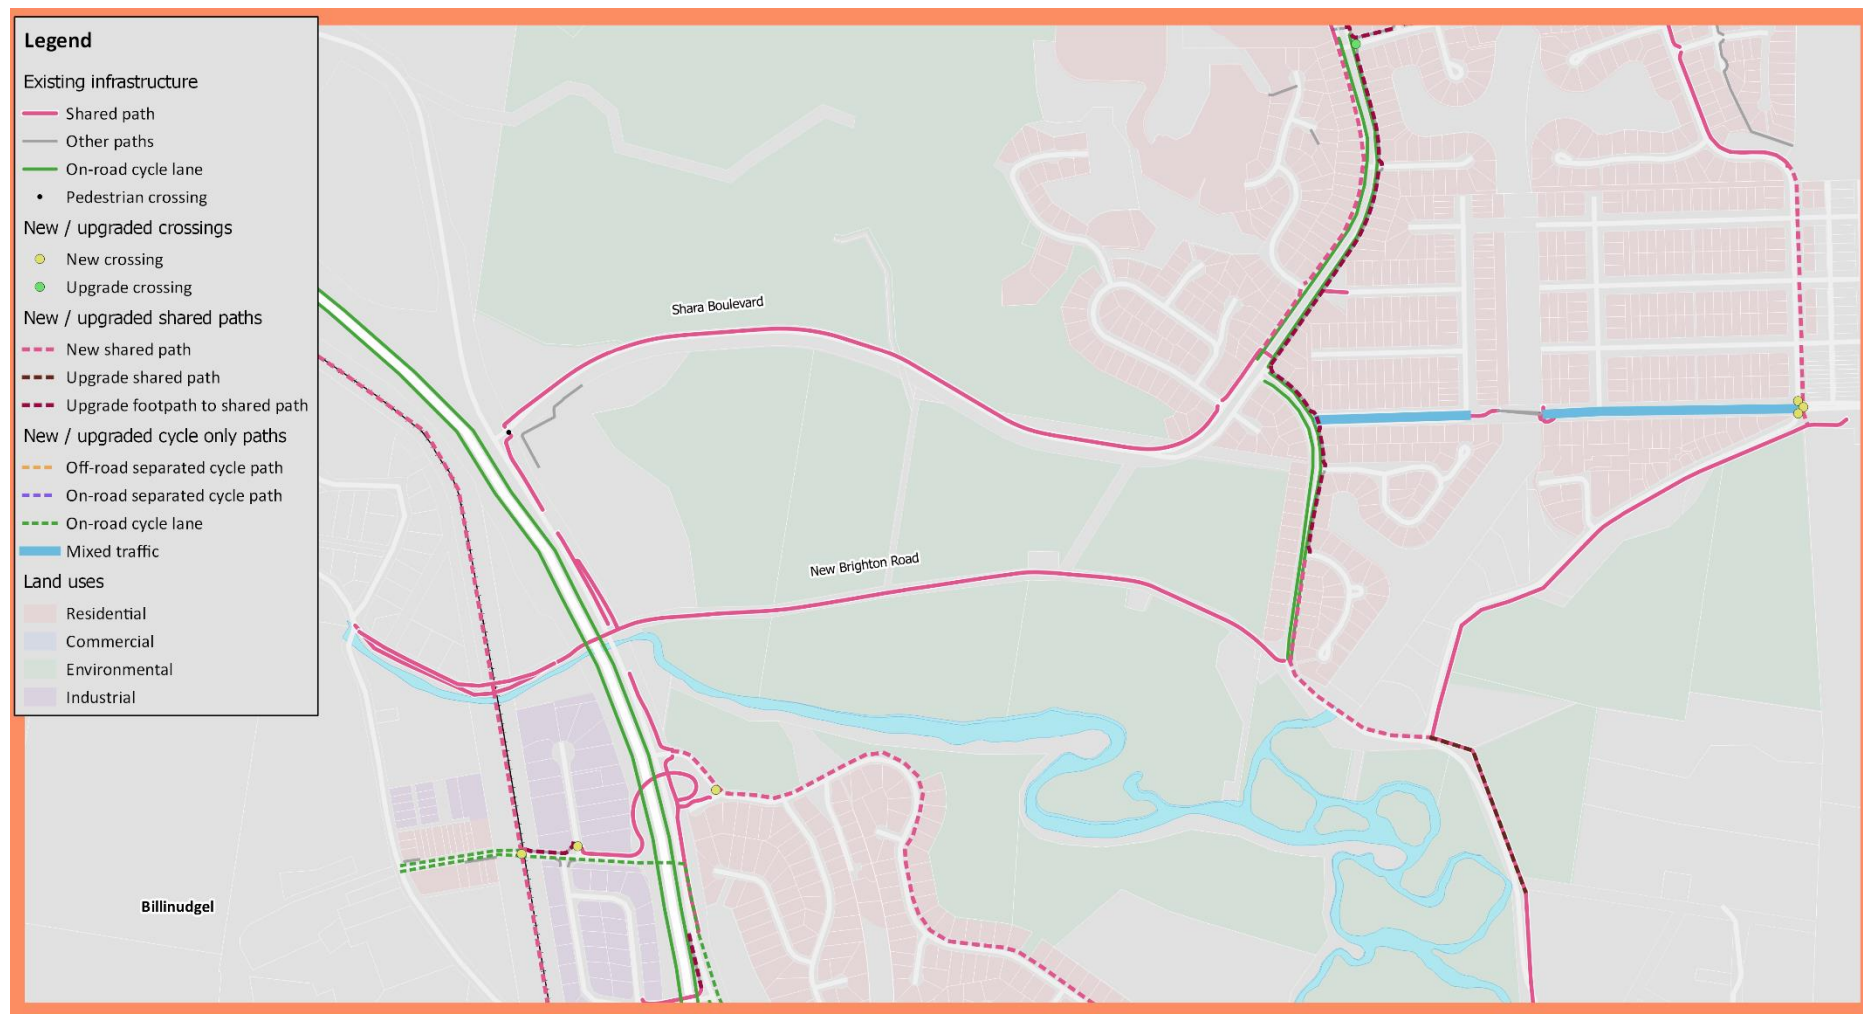 Legend
Existing infrastructure
Shared path
Other paths
On-road cycle lane
Pedestrian crossing
New / upgraded crossings
New crossing
Upgrade crossing
New / upgraded shared paths
New shared path
Upgrade shared path
Upgrade footpath to shared path
New / upgraded cycle only paths
Off-road separated cycle path
On-road separated cycle path
On-road cycle lane
Mixed traffic
Land uses
Residential
Commercial
Environmental
Industrial
Shara Boulevard
New Brighton Road
Billinudgel